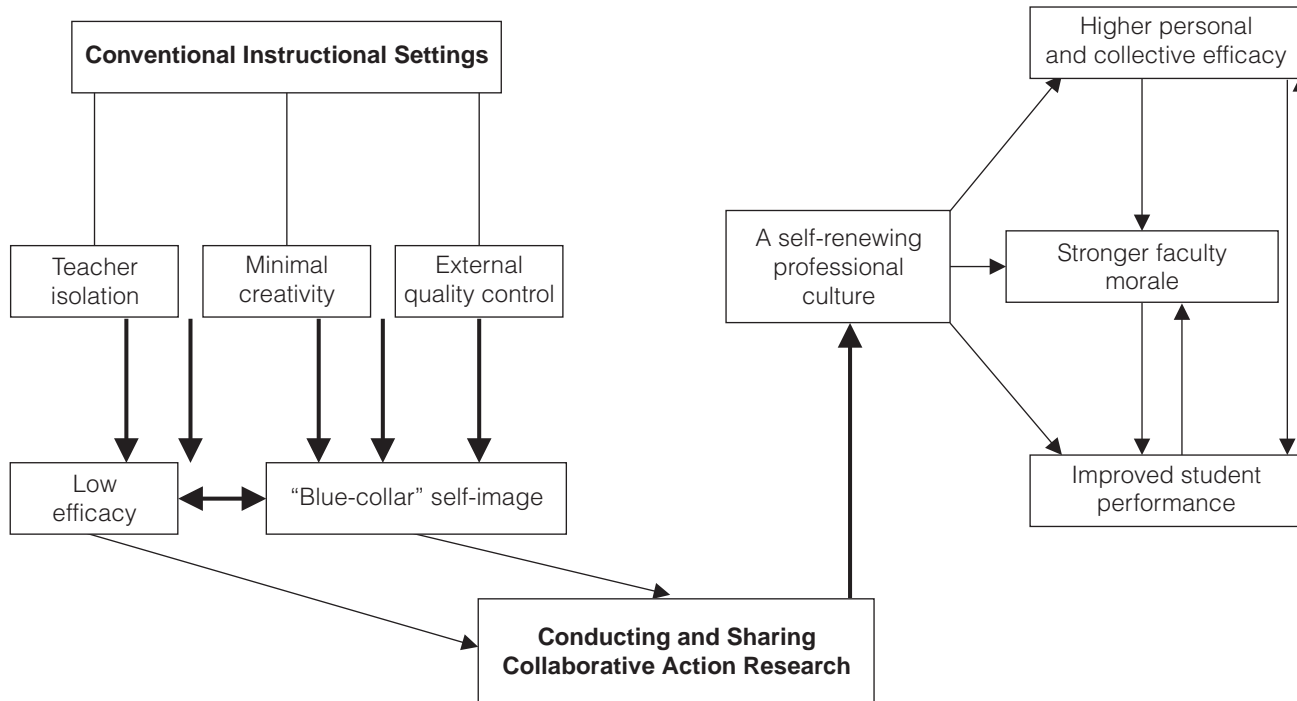 Conventional Instructional Settings
Teacher
isolation
Minimal
creativity
External
quality control
Low
efficacy
“Blue-collar” self-image
Conducting and Sharing
Collaborative Action Research
A self-renewing
professional
culture
Higher personal
and collective efficacy
Stronger faculty
morale
Improved student
performance